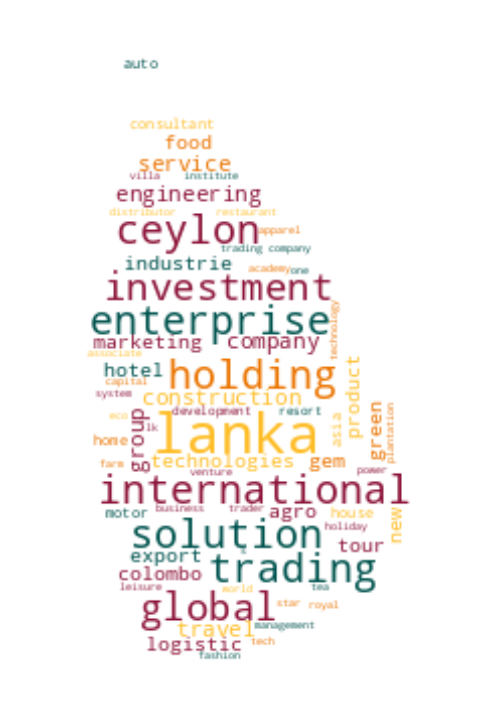 auto
consultant
food
service
villa institute
engineering
distributor restaurant
ceylon apparel
trading company
industrie academy one
investment
enterprise technology
marketing company
associate
hotel holding product
capital
system construction
group development resort
eco lk lanka asia green plantation
home
farm technologies gem
venture power
international
motor business trader agro house new
solution holiday
export tour
colombo trading
leisure world tea
global star royal
travel management
logistic tech
fashion